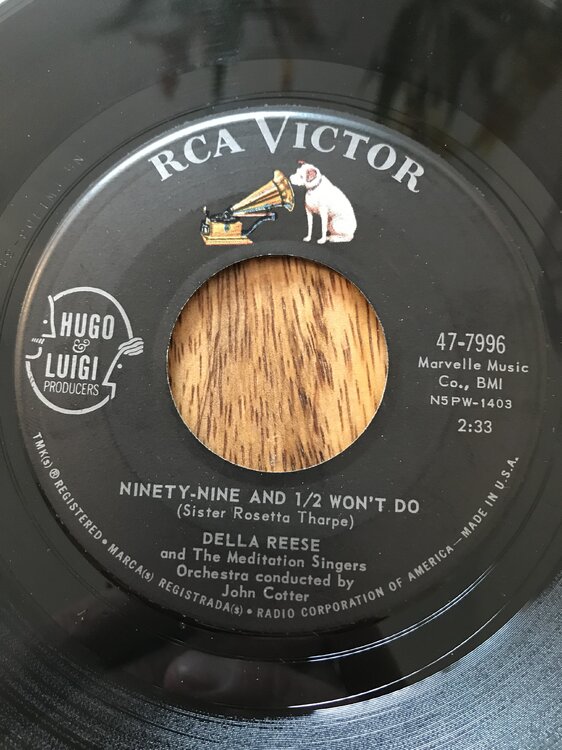 RCA VICTOR
HUGO
&
LUIGI
PRODUCERS
47-7996
Marvelle Music
Co., BMI
N5PW-1403
2:33
NINETY-NINE AND 1/2 WON'T DO
(Sister Rosetta Tharpe)
DELLA REESE
and The Meditation Singers
Orchestra conducted by
John Cotter
TMK(s) ® REGISTERED • MARCA(s) REGISTRADA(s) • RADIO CORPORATION OF AMERICA—MADE IN U.S.A.